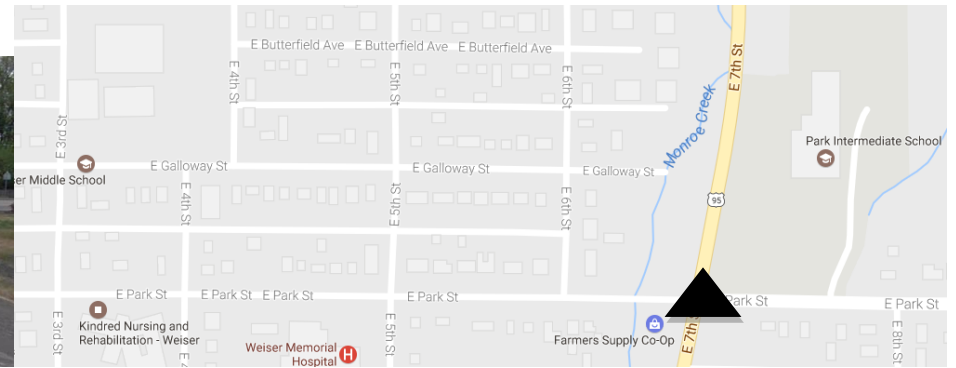 E Butterfield Ave
E Butterfield Ave
E Butterfield Ave
E 7th St
E 4th St
E 5th St
E 6th St
E 3rd St
Monroe Creek
Park Intermediate School
E Galloway St
E Galloway St
E Galloway St
ser Middle School
E 4th St
E 5th St
E 6th St
95
E Park St
E Park St
E Park St
E Park St
Park St
E Park St
Kindred Nursing and
Rehabilitation - Weiser
E 3rd St
E 4
E 5th St
Weiser Memorial
Hospital
H
Farmers Supply Co-Op
E 7th S
E 8th St